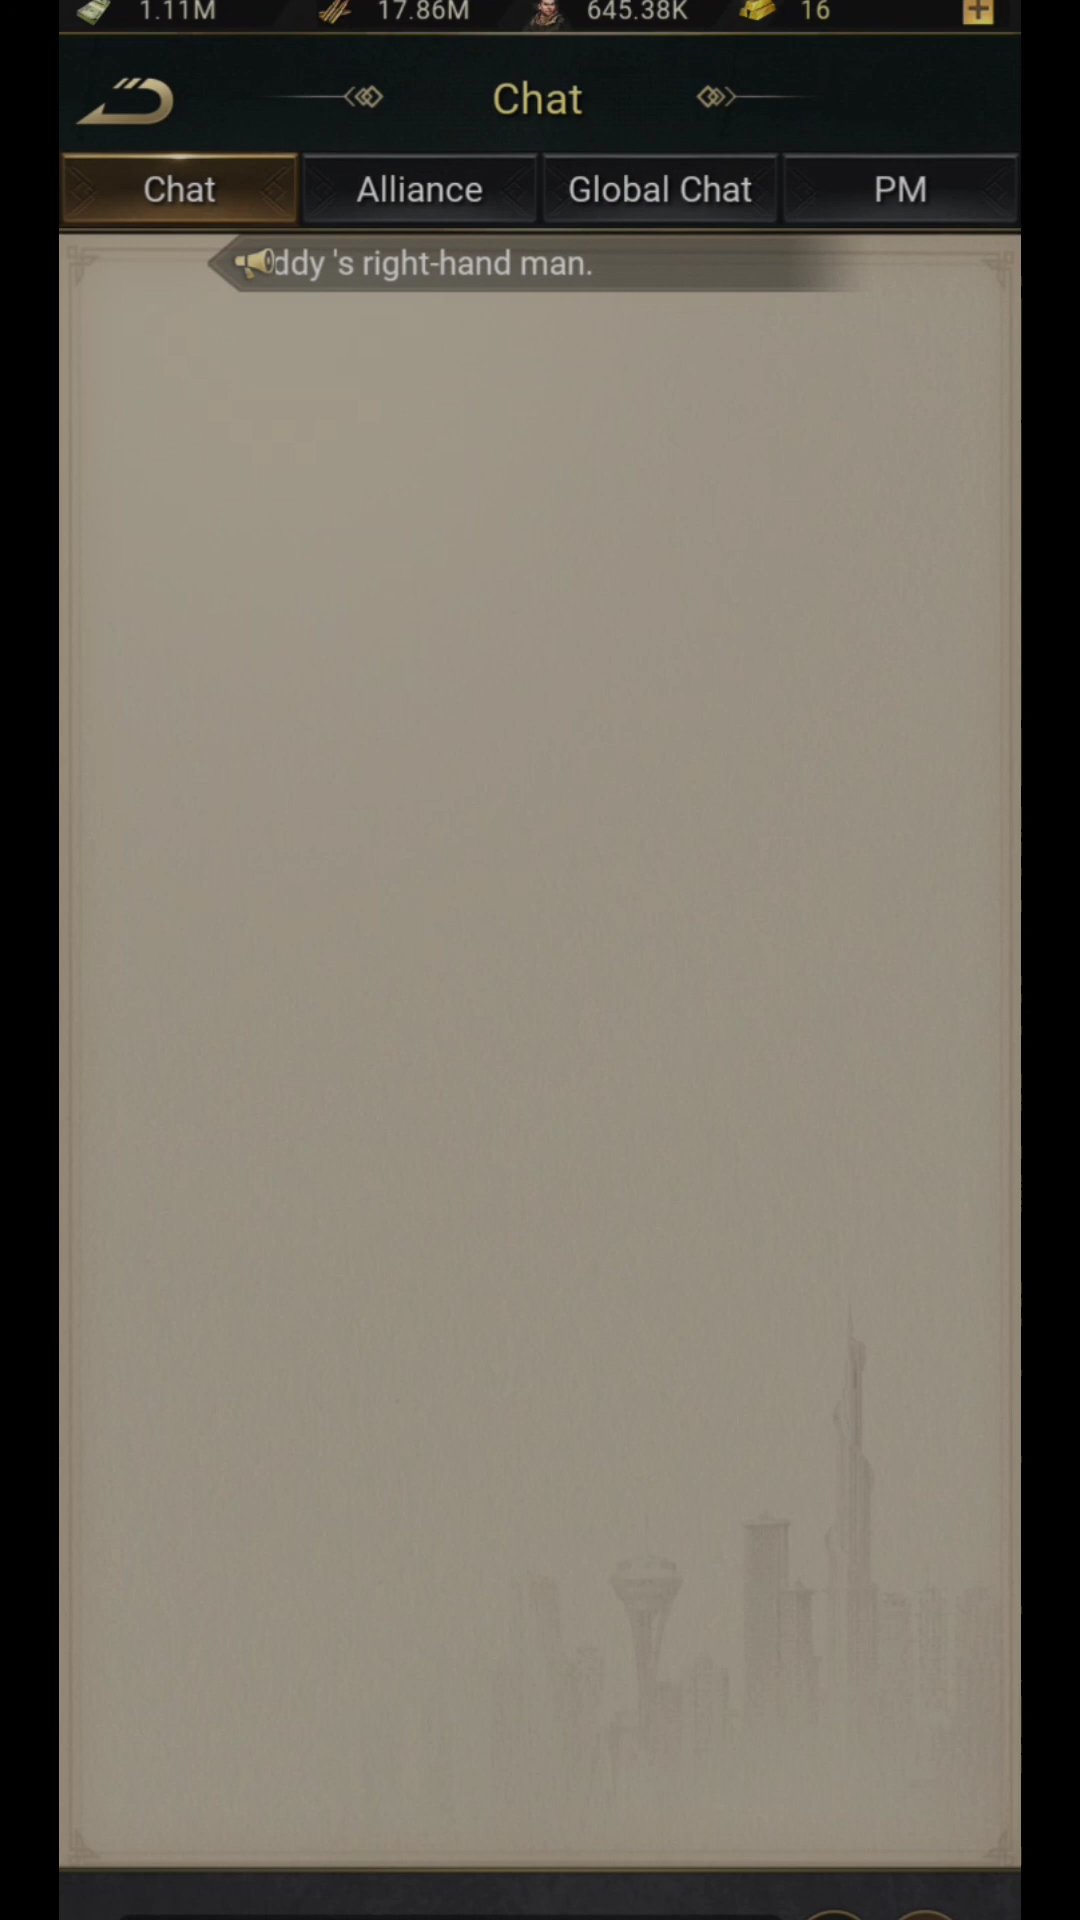 1.11M 17.86M 645.38K 16
Chat
Chat Alliance Global Chat PM
ddy 's right-hand man.